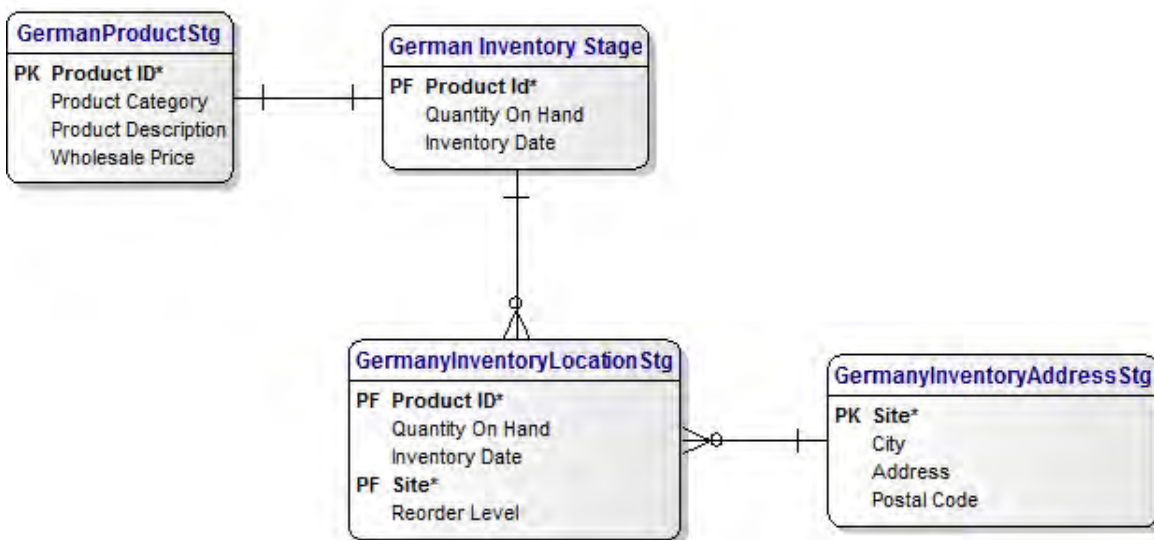 GermanProductStg
PK Product ID*
Product Category
Product Description
Wholesale Price
German Inventory Stage
PF Product Id*
Quantity On Hand
Inventory Date
GermanyInventoryLocationStg
PF Product ID*
Quantity On Hand
Inventory Date
PF Site*
Reorder Level
GermanyInventoryAddressStg
PK Site*
City
Address
Postal Code